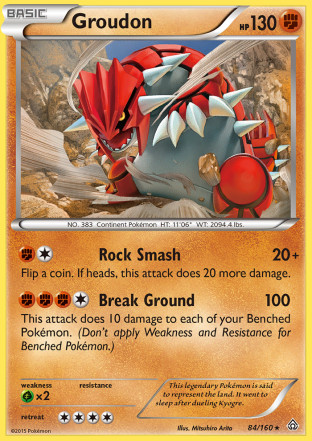 BASIC
Groudon
HP 130
NO. 383 Continent Pokémon HT: 11'06" WT: 2094.4 lbs.
Rock Smash 20+
Flip a coin. If heads, this attack does 20 more damage.
Break Ground 100
This attack does 10 damage to each of your Benched
Pokémon. (Don't apply Weakness and Resistance for
Benched Pokémon.)
weakness resistance
×2
retreat
This legendary Pokémon is said to
represent the land. It went to
sleep after dueling Kyogre.
©2015 Pokémon
Illus. Mitsuhiro Arita
84/160